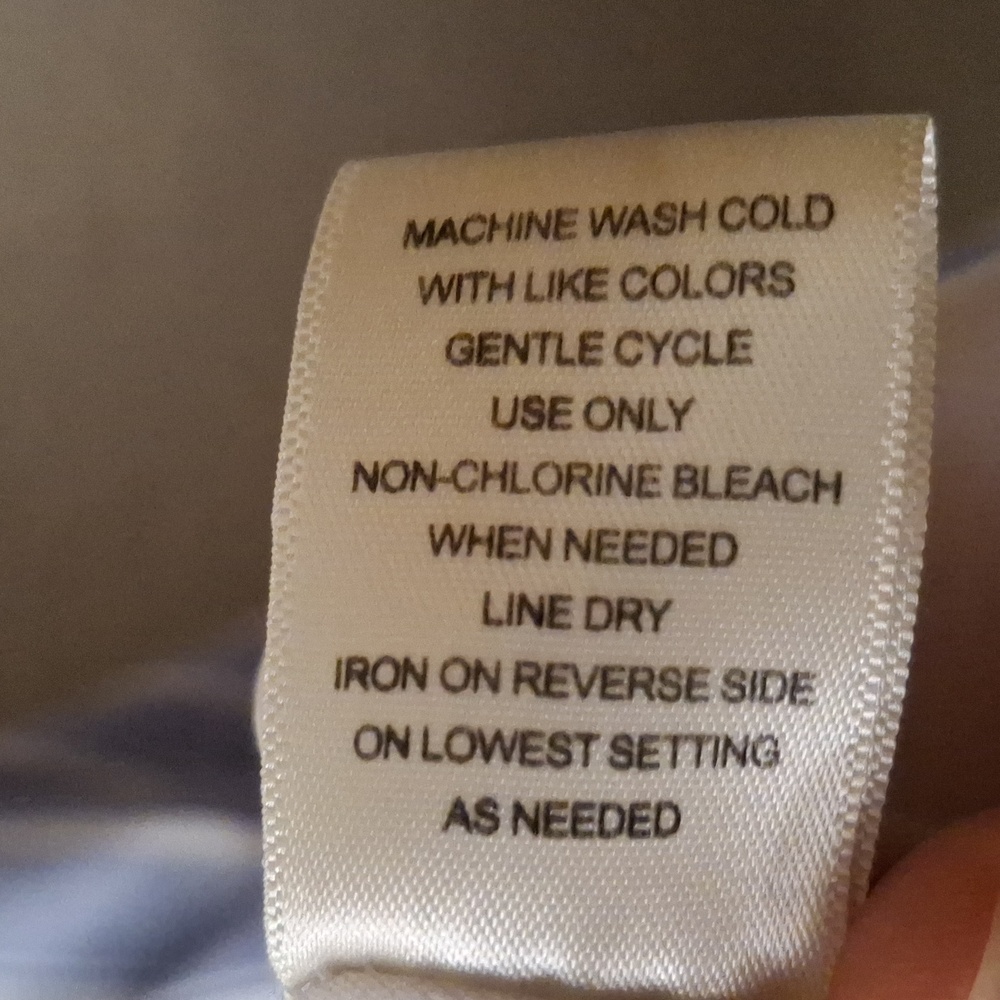 MACHINE WASH COLD
WITH LIKE COLORS
GENTLE CYCLE
USE ONLY
NON-CHLORINE BLEACH
WHEN NEEDED
LINE DRY
IRON ON REVERSE SIDE
ON LOWEST SETTING
AS NEEDED